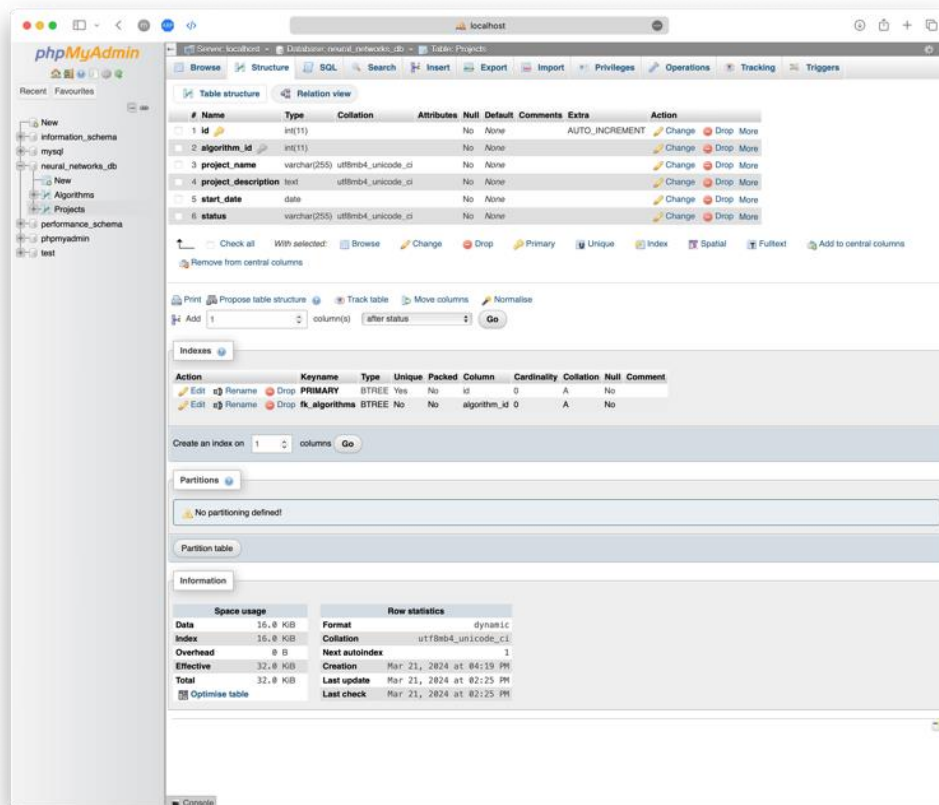 localhost
phpMyAdmin
Recent Favourites
New
information_schema
mysql
neural_networks_db
New
Algorithms
Projects
performance_schema
phpmyadmin
test
Server: localhost » Database: neural_networks_db » Table: Projects
Browse Structure SQL Search Insert Export Import Privileges Operations Tracking Triggers
Table structure Relation view
# Name Type Collation Attributes Null Default Comments Extra Action
1 id int(11) No None AUTO_INCREMENT Change Drop More
2 algorithm_id int(11) No None Change Drop More
3 project_name varchar(255) utf8mb4_unicode_ci No None Change Drop More
4 project_description text utf8mb4_unicode_ci No None Change Drop More
5 start_date date No None Change Drop More
6 status varchar(255) utf8mb4_unicode_ci No None Change Drop More
Check all With selected: Browse Change Drop Primary Unique Index Spatial Fulltext Add to central columns
Remove from central columns
Print Propose table structure Track table Move columns Normalise
Add 1 column(s) after status Go
Indexes
Action Keyname Type Unique Packed Column Cardinality Collation Null Comment
Edit Rename Drop PRIMARY BTREE Yes No id 0 A No
Edit Rename Drop fk_algorithms BTREE No No algorithm_id 0 A No
Create an index on 1 columns Go
Partitions
No partitioning defined!
Partition table
Information
Space usage
Data 16.0 KiB
Index 16.0 KiB
Overhead 0 B
Effective 32.0 KiB
Total 32.0 KiB
Optimise table
Row statistics
Format dynamic
Collation utf8mb4_unicode_ci
Next autoindex 1
Creation Mar 21, 2024 at 04:19 PM
Last update Mar 21, 2024 at 02:25 PM
Last check Mar 21, 2024 at 02:25 PM
Console